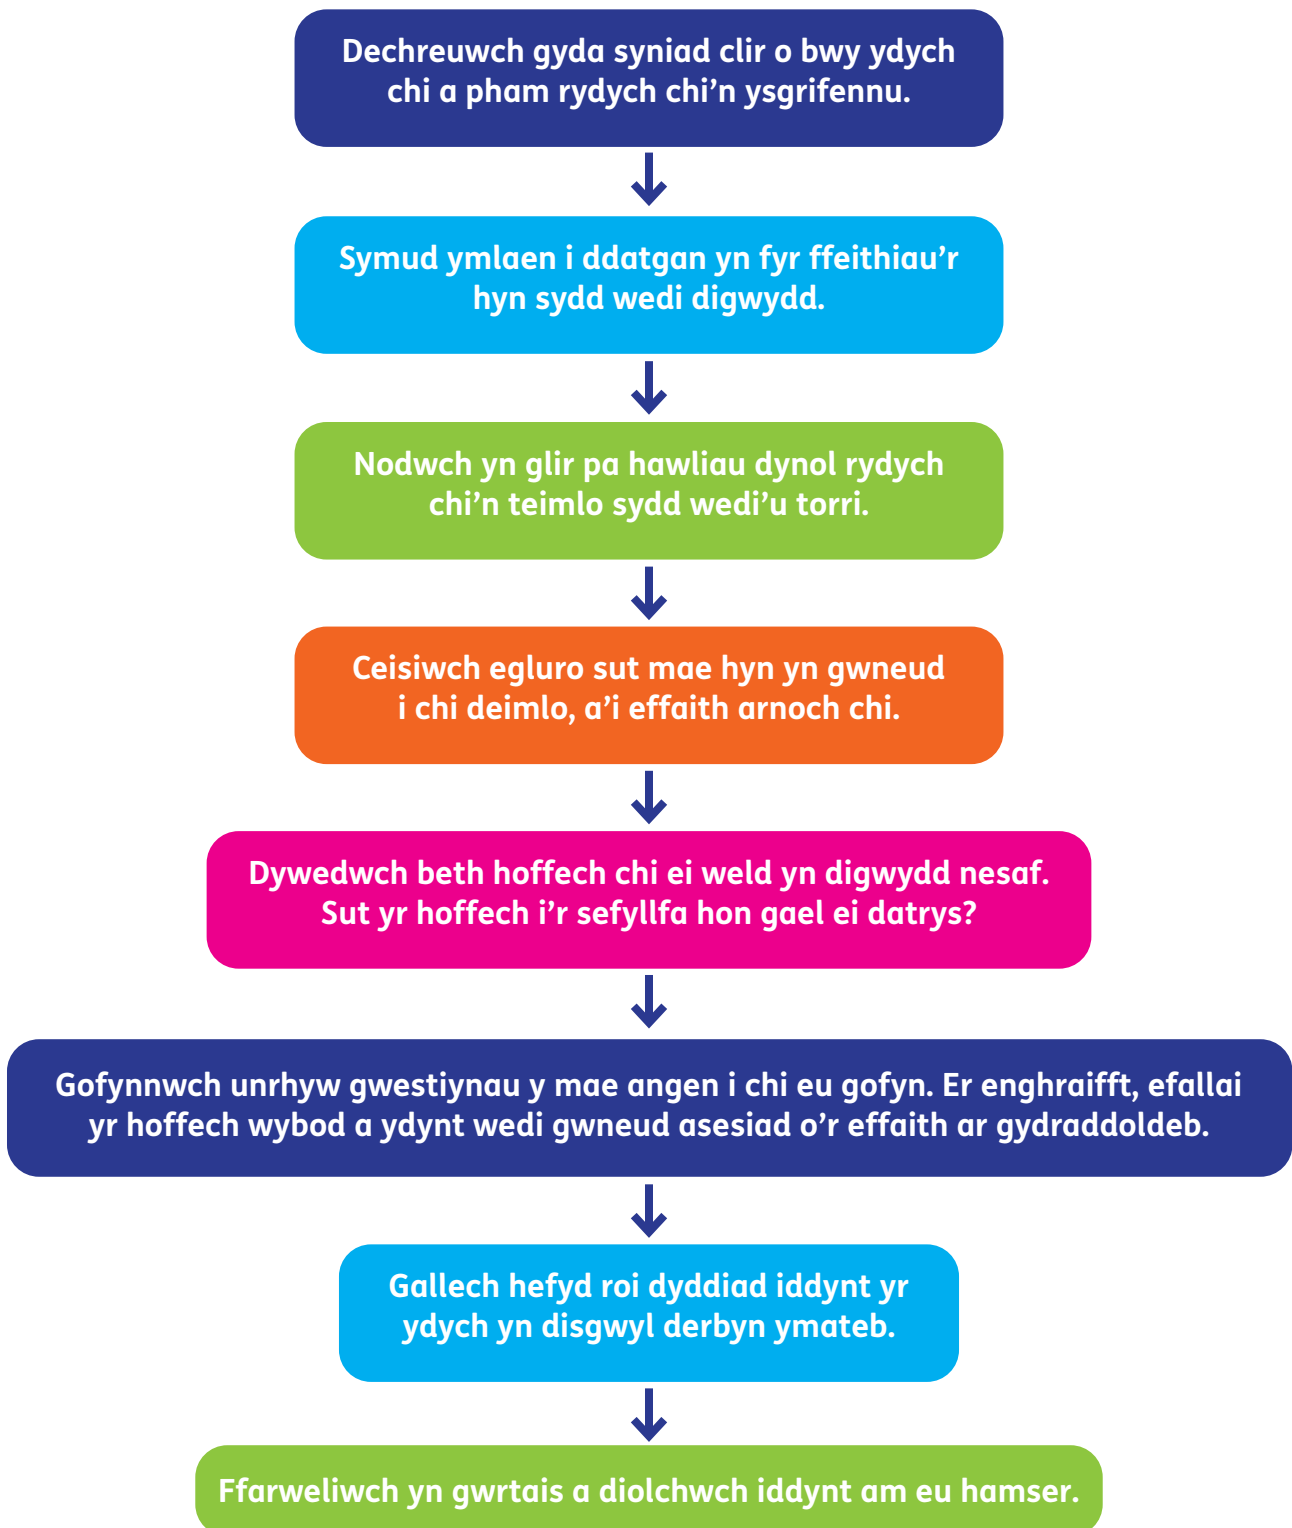 Dechreuwch gyda syniad clir o bwy ydych
chi a pham rydych chi’n ysgrifennu.
Symud ymlaen i ddatgan yn fyr ffeithiau’r
hyn sydd wedi digwydd.
Nodwch yn glir pa hawliau dynol rydych
chi’n teimlo sydd wedi’u torri.
Ceisiwch egluro sut mae hyn yn gwneud
i chi deimlo, a’i effaith arnoch chi.
Dywedwch beth hoffech chi ei weld yn digwydd nesaf.
Sut yr hoffech i’r sefyllfa hon gael ei datrys?
Gofynnwch unrhyw gwestiynau y mae angen i chi eu gofyn. Er enghraifft, efallai
yr hoffech wybod a ydynt wedi gwneud asesiad o’r effaith ar gydraddoldeb.
Gallech hefyd roi dyddiad iddynt yr
ydych yn disgwyl derbyn ymateb.
Ffarweliwch yn gwrtais a diolchwch iddynt am eu hamser.